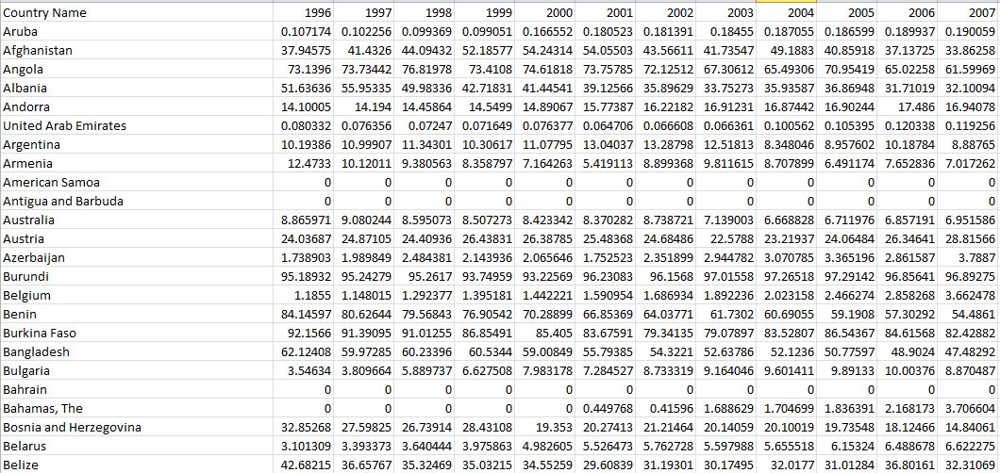 Country Name 1996 1997 1998 1999 2000 2001 2002 2003 2004 2005 2006 2007
Aruba 0.107174 0.102256 0.099369 0.099051 0.166552 0.180523 0.181391 0.18455 0.187055 0.186599 0.189937 0.190059
Afghanistan 37.94575 41.4326 44.09432 52.18577 54.24314 54.05503 43.56611 41.73547 49.1883 40.85918 37.13725 33.86258
Angola 73.1396 73.73442 76.81978 73.4108 74.61818 73.75785 72.12512 67.30612 65.49306 70.95419 65.02258 61.59969
Albania 51.63636 55.95335 49.98336 42.71831 41.44541 39.12566 35.89629 33.75273 35.93587 36.86948 31.71019 32.10094
Andorra 14.10005 14.194 14.45864 14.5499 14.89067 15.77387 16.22182 16.91231 16.87442 16.90244 17.486 16.94078
United Arab Emirates 0.080332 0.076356 0.07247 0.071649 0.076377 0.064706 0.066608 0.066361 0.100562 0.105395 0.120338 0.119256
Argentina 10.19386 10.99907 11.34301 10.30617 11.07795 13.04037 13.28798 12.51813 8.348046 8.957602 10.18784 8.88765
Armenia 12.4733 10.12011 9.380563 8.358797 7.164263 5.419113 8.899368 9.811615 8.707899 6.491174 7.652836 7.017262
American Samoa 0 0 0 0 0 0 0 0 0 0 0 0
Antigua and Barbuda 0 0 0 0 0 0 0 0 0 0 0 0
Australia 8.865971 9.080244 8.595073 8.507273 8.423342 8.370282 8.738721 7.139003 6.668828 6.711976 6.857191 6.951586
Austria 24.03687 24.87105 24.40936 26.43831 26.38785 25.48368 24.68486 22.5788 23.21937 24.06484 26.34641 28.81566
Azerbaijan 1.738903 1.989849 2.484381 2.143936 2.065646 1.752523 2.351899 2.944782 3.070785 3.365196 2.861587 3.7887
Burundi 95.18932 95.24279 95.2617 93.74959 93.22569 96.23083 96.1568 97.01558 97.26518 97.29142 96.85641 96.89275
Belgium 1.1855 1.148015 1.292377 1.395181 1.442221 1.590954 1.686934 1.892236 2.023158 2.466274 2.858268 3.662478
Benin 84.14597 80.62644 79.56843 76.90542 70.28899 66.85369 64.03771 61.7302 60.69055 59.1908 57.30292 54.4861
Burkina Faso 92.1566 91.39095 91.01255 86.85491 85.405 83.67591 79.34135 79.07897 83.52807 86.54367 84.61568 82.42882
Bangladesh 62.12408 59.97285 60.23396 60.5344 59.00849 55.79385 54.3221 52.63786 52.1236 50.77597 48.9024 47.48292
Bulgaria 3.54634 3.809664 5.889737 6.627508 7.983178 7.284527 8.733319 9.164046 9.601411 9.89133 10.00376 8.870487
Bahrain 0 0 0 0 0 0 0 0 0 0 0 0
Bahamas, The 0 0 0 0 0 0.449768 0.41596 1.688629 1.704699 1.836391 2.168173 3.706604
Bosnia and Herzegovina 32.85268 27.59825 26.73914 28.43108 19.353 20.27413 21.21464 20.14059 20.10019 19.73548 18.12466 14.84061
Belarus 3.101309 3.393373 3.640444 3.975863 4.982605 5.526473 5.762728 5.597988 5.655518 6.15324 6.488678 6.622275
Belize 42.68215 36.65767 35.32469 35.03215 34.55259 29.60839 31.19301 30.17495 32.0177 31.01284 36.80161 32.31065